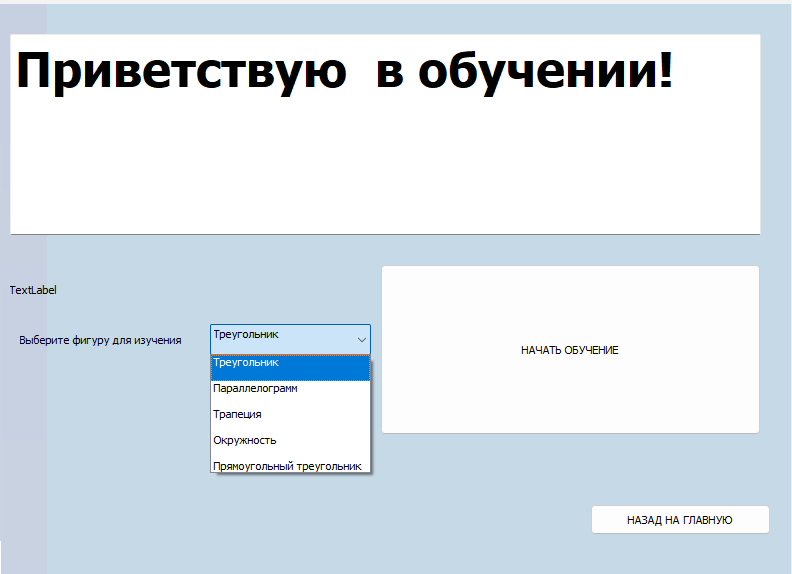 Приветствую  в обучении!
TextLabel
Выберите фигуру для изучения
Треугольник
Треугольник
Параллелограмм
Трапеция
Окружность
Прямоугольный треугольник
НАЧАТЬ ОБУЧЕНИЕ
НАЗАД НА ГЛАВНУЮ